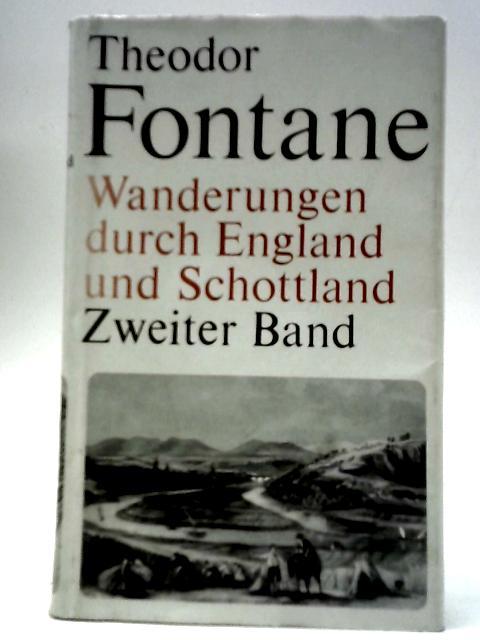 Theodor
Fontane
Wanderungen
durch England
und Schottland
Zweiter Band